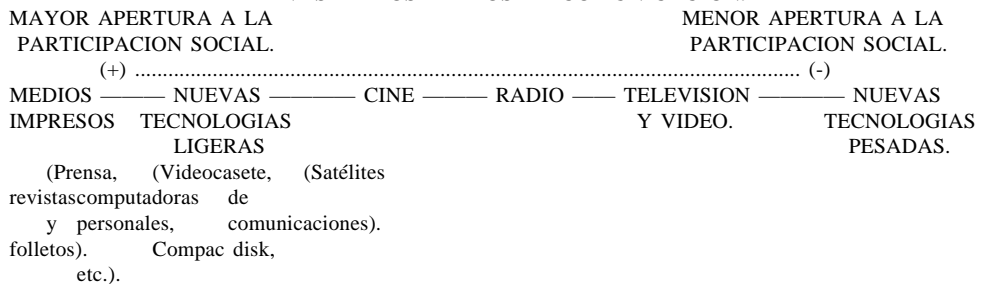 MAYOR APERTURA A LA MENOR APERTURA A LA
PARTICIPACION SOCIAL. PARTICIPACION SOCIAL.
(+) ........................................................................................................................ (-)
MEDIOS ——— NUEVAS ———— CINE ——— RADIO —— TELEVISION ———— NUEVAS
IMPRESOS TECNOLOGIAS Y VIDEO. TECNOLOGIAS
LIGERAS PESADAS.
(Prensa, (Videocasete, (Satélites
revistascomputadoras de
y personales, comunicaciones).
folletos). Compac disk,
etc.).